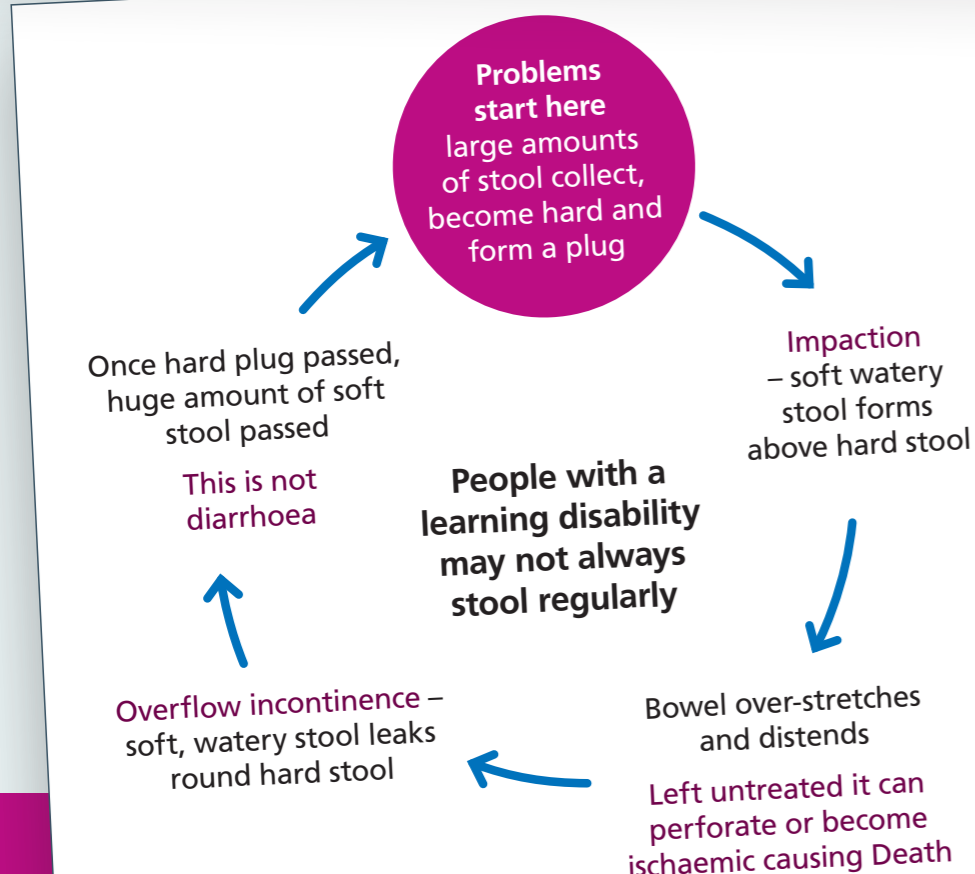 Problems
start here
large amounts
of stool collect,
become hard and
form a plug
Impaction
– soft watery
stool forms
above hard stool
Bowel over-stretches
and distends
Left untreated it can
perforate or become
ischaemic causing Death
Overflow incontinence –
soft, watery stool leaks
round hard stool
Once hard plug passed,
huge amount of soft
stool passed
This is not
diarrhoea
People with a
learning disability
may not always
stool regularly